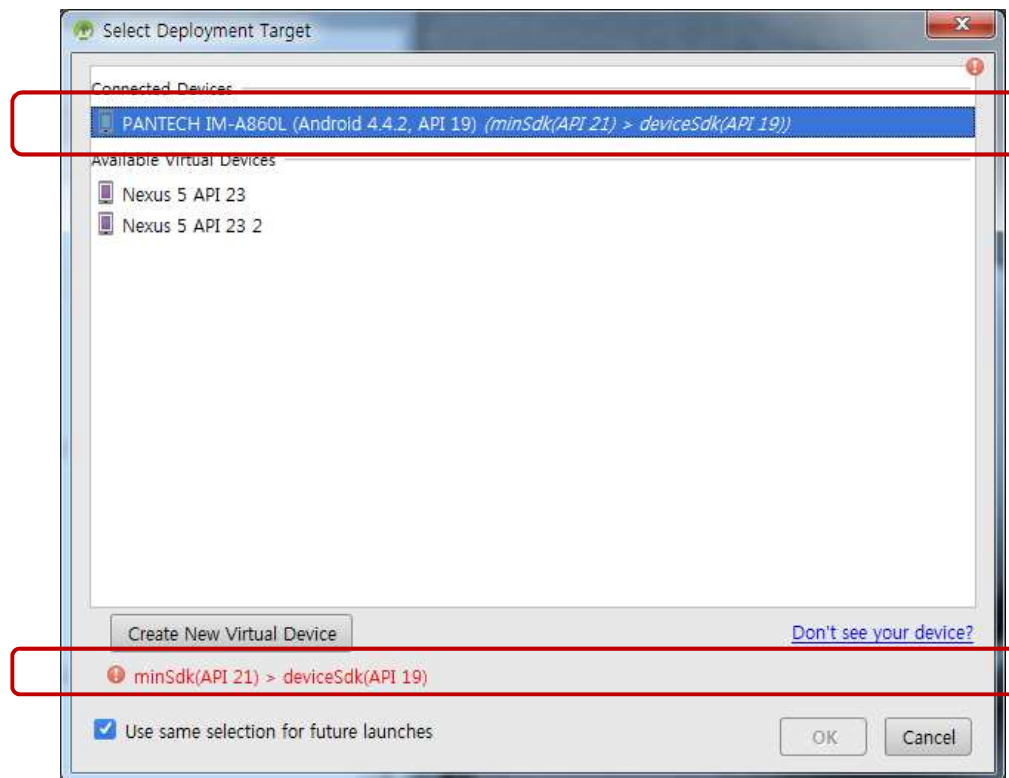 Select Deployment Target
Connected Devices
PANTECH IM-A860L (Android 4.4.2, API 19) (minSdk(API 21) > deviceSdk(API 19))
Available Virtual Devices
Nexus 5 API 23
Nexus 5 API 23 2
Create New Virtual Device
Don't see your device?
minSdk(API 21) > deviceSdk(API 19)
Use same selection for future launches
OK
Cancel